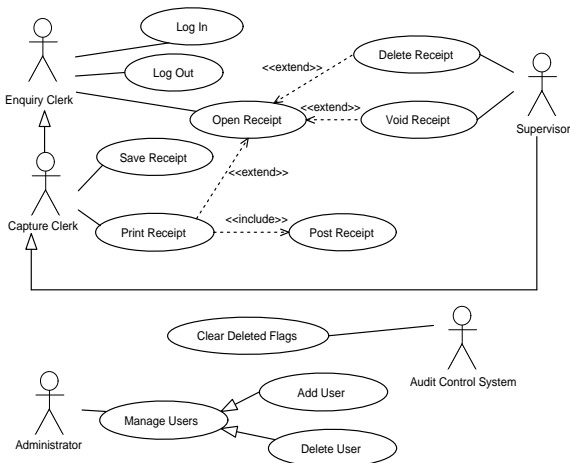 Log In
Log Out
Enquiry Clerk
<<extend>>
Delete Receipt
Open Receipt
<<extend>>
Void Receipt
Supervisor
Save Receipt
<<extend>>
Capture Clerk
Print Receipt
<<include>>
Post Receipt
Clear Deleted Flags
Audit Control System
Add User
Manage Users
Administrator
Delete User